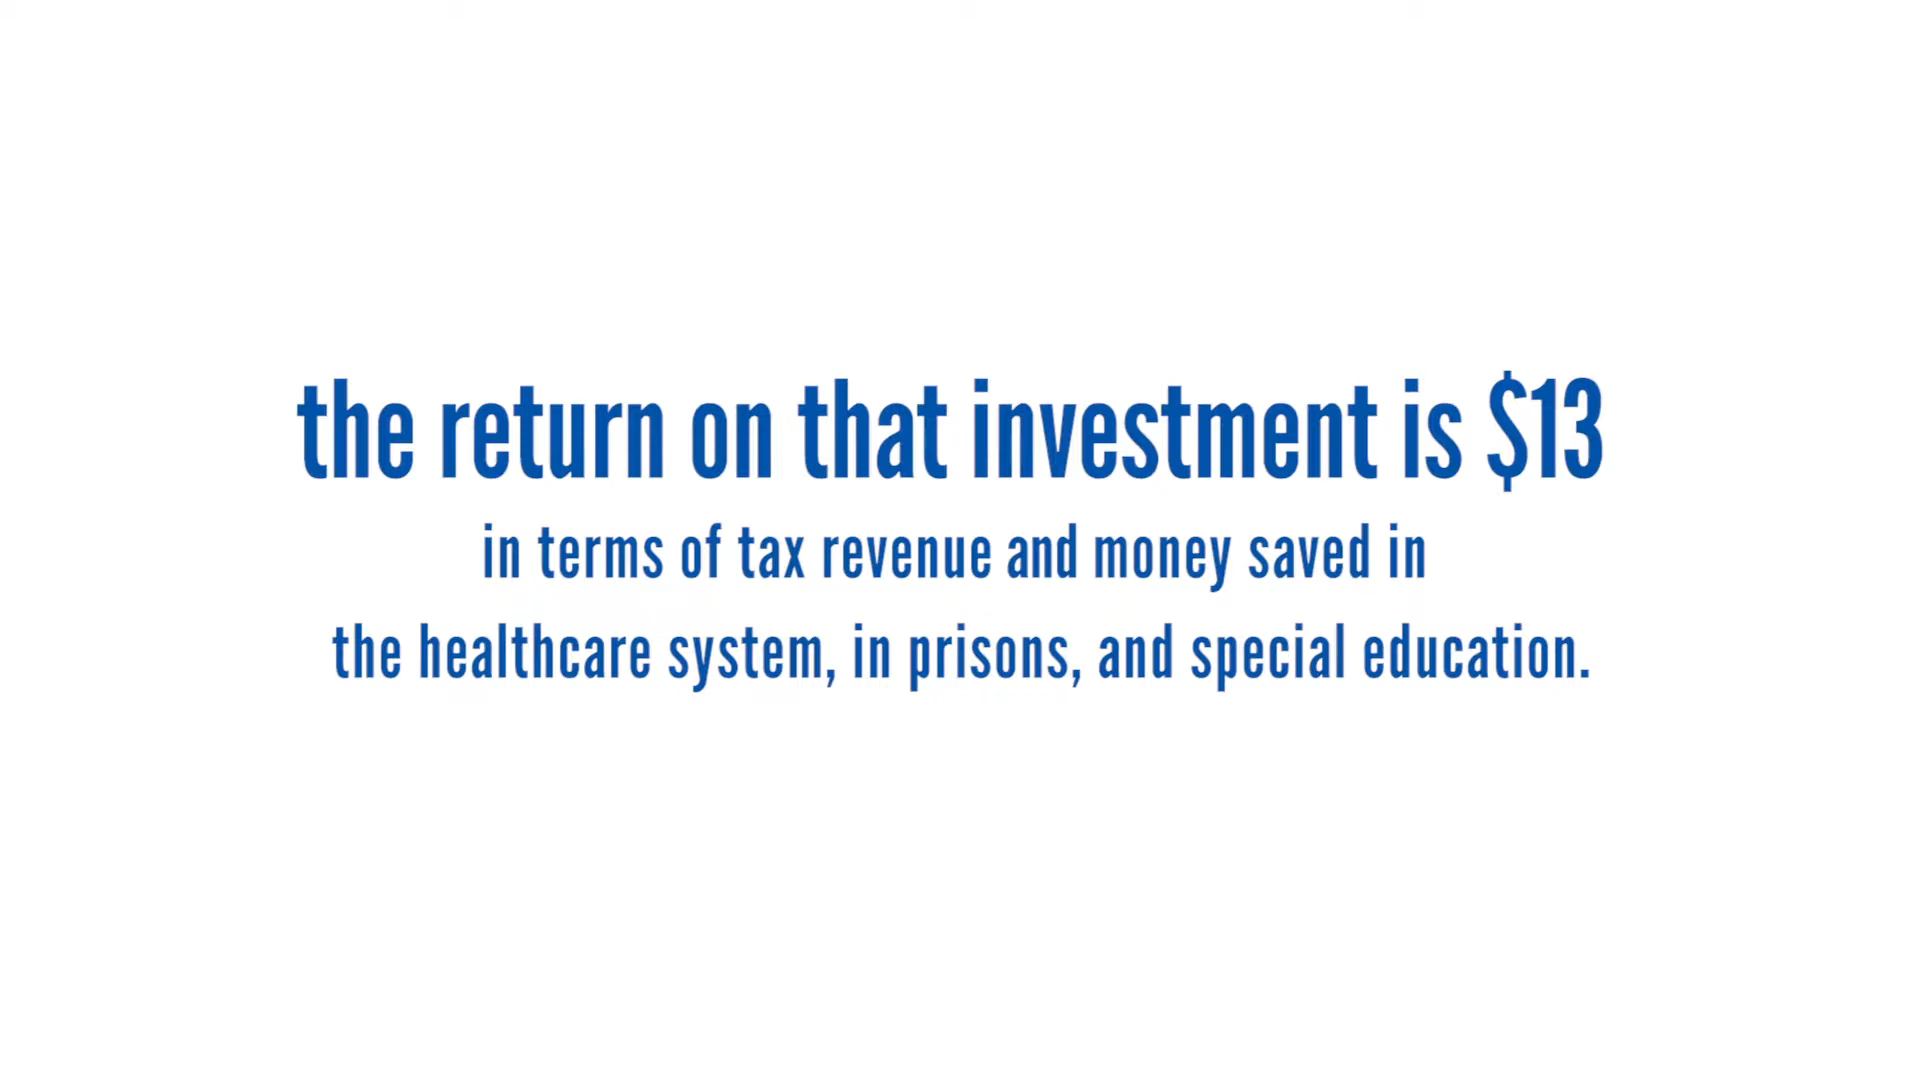 the return on that investment is $13
in terms of tax revenue and money saved in
the healthcare system, in prisons, and special education.